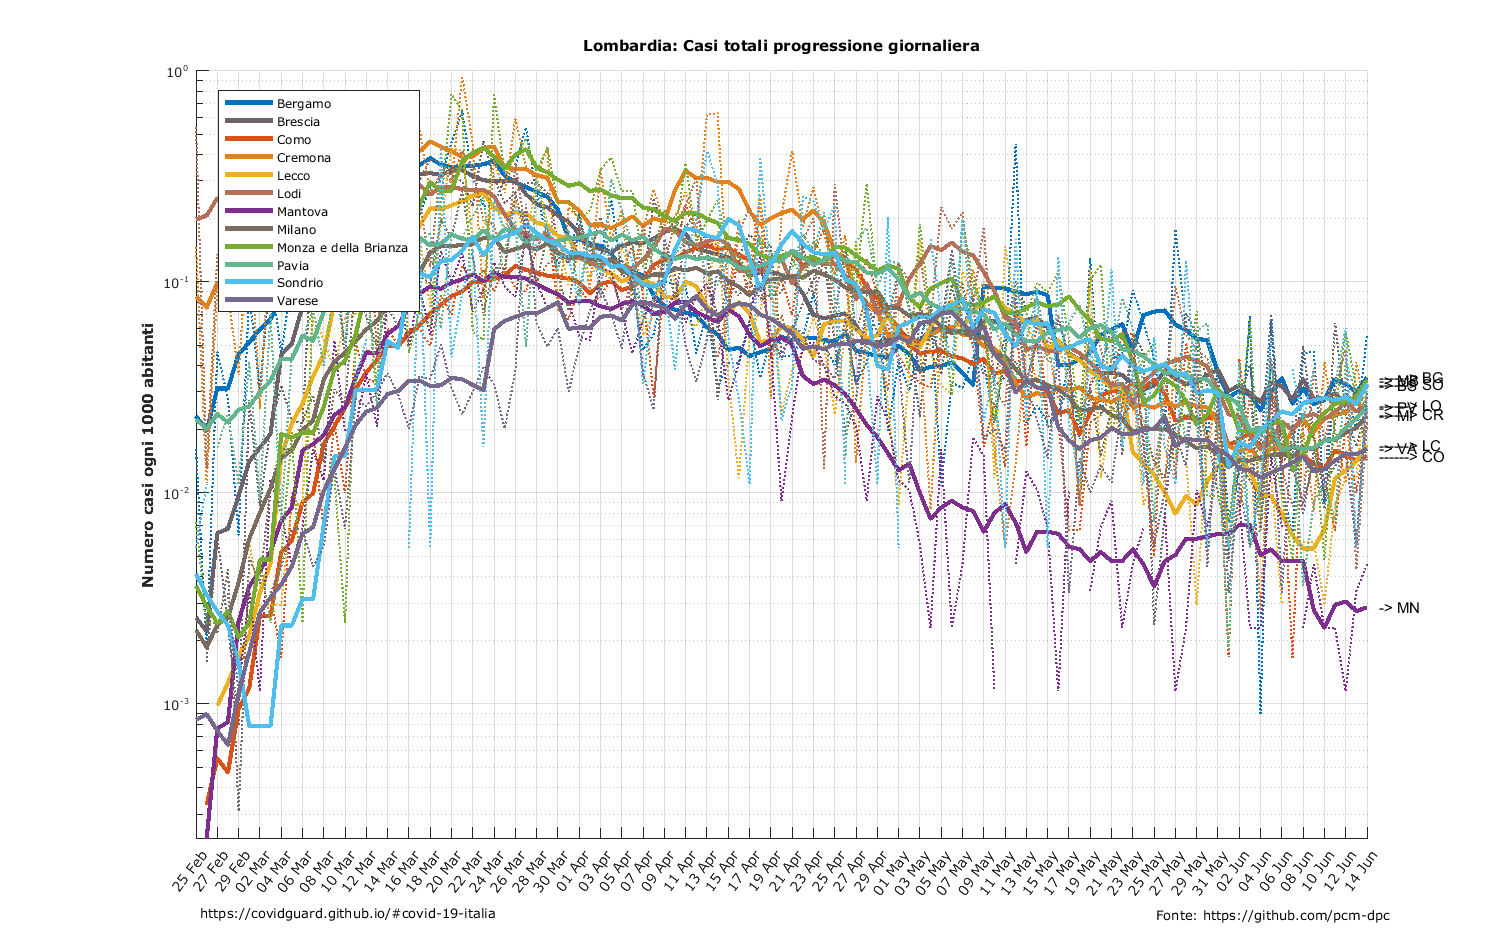 Lombardia: Casi totali progressione giornaliera
Numero casi ogni 1000 abitanti
10^0
10^-1
10^-2
10^-3
Bergamo
Brescia
Como
Cremona
Lecco
Lodi
Mantova
Milano
Monza e della Brianza
Pavia
Sondrio
Varese
BG
SO
LO
CR
LC
CO
-> MN
25 Feb
27 Feb
29 Feb
02 Mar
04 Mar
06 Mar
08 Mar
10 Mar
12 Mar
14 Mar
16 Mar
18 Mar
20 Mar
22 Mar
24 Mar
26 Mar
28 Mar
30 Mar
01 Apr
03 Apr
05 Apr
07 Apr
09 Apr
11 Apr
13 Apr
15 Apr
17 Apr
19 Apr
21 Apr
23 Apr
25 Apr
27 Apr
29 Apr
01 May
03 May
05 May
07 May
09 May
11 May
13 May
15 May
17 May
19 May
21 May
23 May
25 May
27 May
29 May
31 May
02 Jun
04 Jun
06 Jun
08 Jun
10 Jun
12 Jun
14 Jun
https://covidguard.github.io/#covid-19-italia
Fonte: https://github.com/pcm-dpc